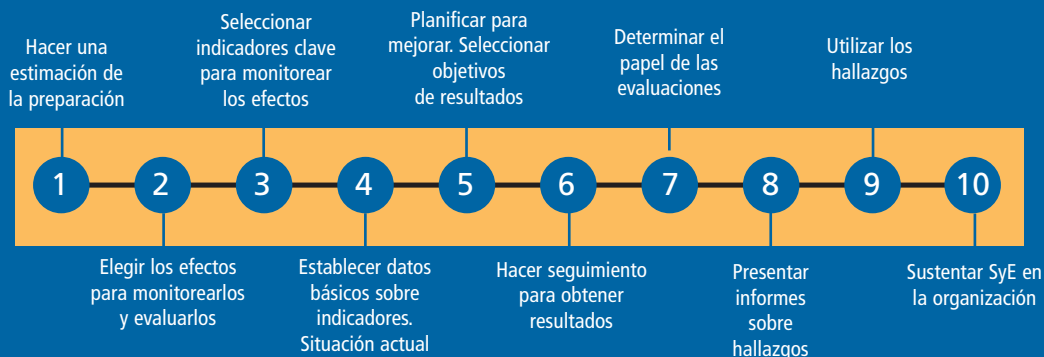 Hacer una
estimación de
la preparación
Seleccionar
indicadores clave
para monitorear
los efectos
Planificar para
mejorar. Seleccionar
objetivos
de resultados
Determinar el
papel de las
evaluaciones
Utilizar los
hallazgos
1 2 3 4 5 6 7 8 9 10
Elegir los efectos
para monitorearlos
y evaluarlos
Establecer datos
básicos sobre
indicadores.
Situación actual
Hacer seguimiento
para obtener
resultados
Presentar
informes
sobre
hallazgos
Sustentar SyE en
la organización